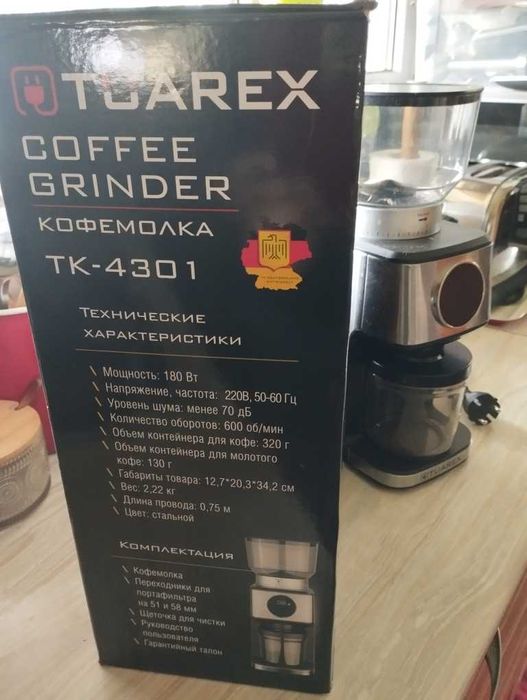 TUAREX
COFFEE
GRINDER
КОФЕМОЛКА
TK-4301
ТЕХНИЧЕСКИЕ
ХАРАКТЕРИСТИКИ
\ Мощность: 180 Вт
\ Напряжение, частота: 220В, 50-60 Гц
\ Уровень шума: менее 70 дБ
\ Количество оборотов: 600 об/мин
\ Объем контейнера для кофе: 320 г
\ Объем контейнера для молотого
кофе: 130 г
\ Габариты товара: 12,7*20,3*34,2 см
\ Вес: 2,22 кг
\ Длина провода: 0,75 м
\ Цвет: стальной
КОМПЛЕКТАЦИЯ
\ Кофемолка
\ Переходники для
портафильтра
на 51 и 58 мм
\ Щеточка для чистки
\ Руководство
пользователя
\ Гарантийный талон
TUAREX